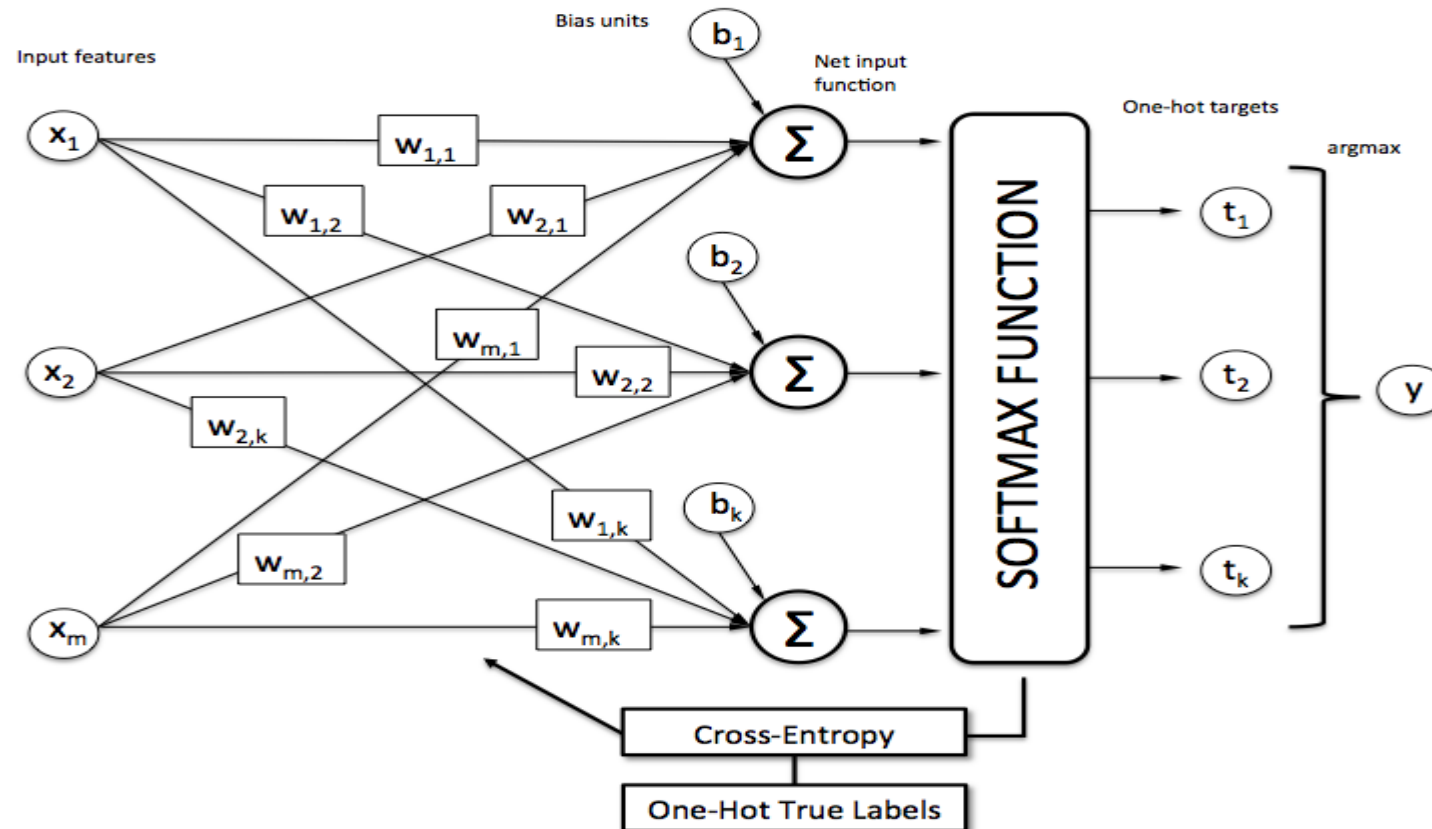 Bias units
b1
Input features
Net input
function
One-hot targets
argmax
x1
w1,1
Σ
w1,2
w2,1
t1
b2
SOFTMAX FUNCTION
wm,1
x2
w2,2
Σ
t2
y
w2,k
bk
w1,k
wm,2
t​k
xm
wm,k
Σ
Cross-Entropy
One-Hot True Labels